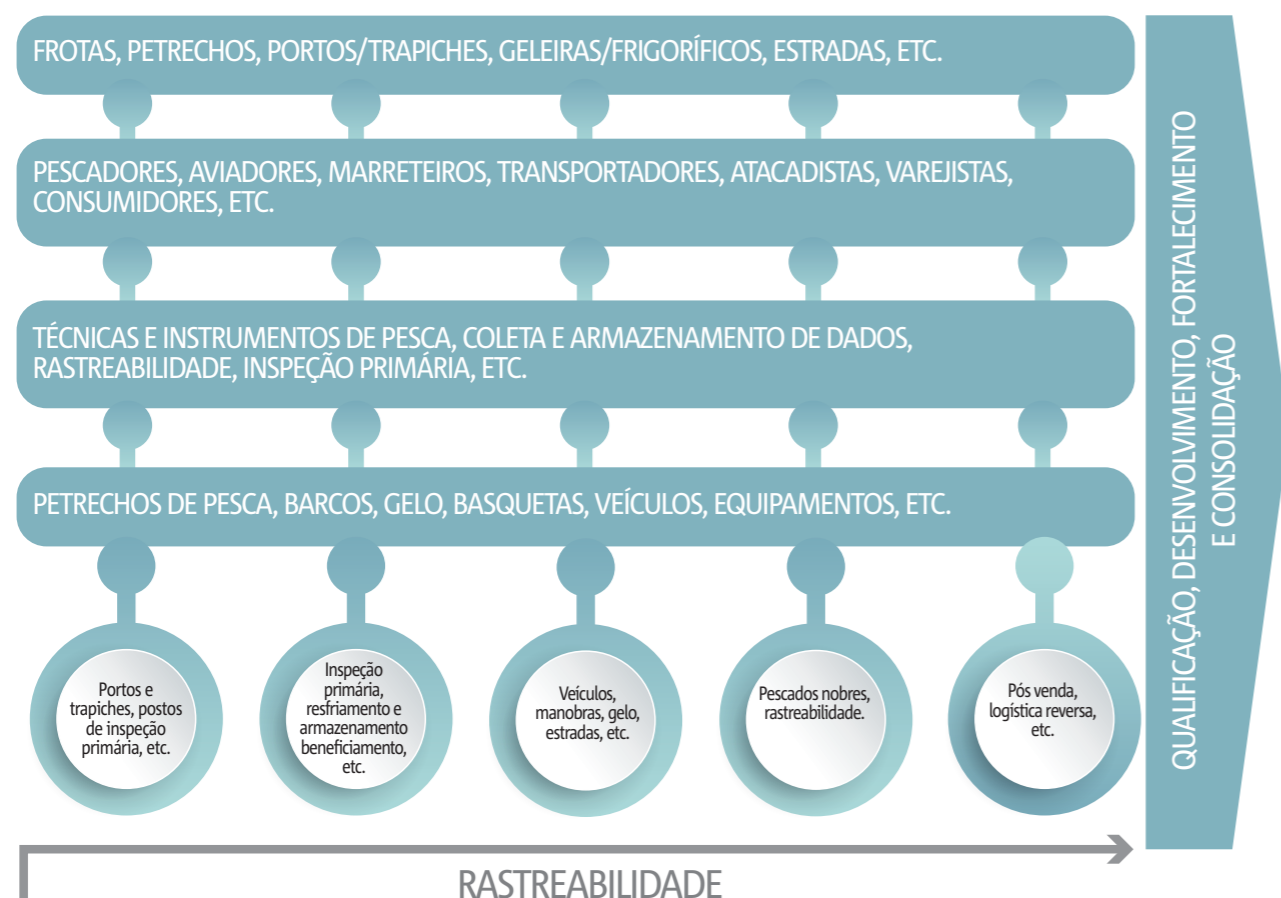 FROTAS, PETRECHOS, PORTOS/TRAPICHES, GELEIRAS/FRIGORÍFICOS, ESTRADAS, ETC.
PESCADORES, AVIADORES, MARRETEIROS, TRANSPORTADORES, ATACADISTAS, VAREJISTAS,
CONSUMIDORES, ETC.
TÉCNICAS E INSTRUMENTOS DE PESCA, COLETA E ARMAZENAMENTO DE DADOS,
RASTREABILIDADE, INSPEÇÃO PRIMÁRIA, ETC.
PETRECHOS DE PESCA, BARCOS, GELO, BASQUETAS, VEÍCULOS, EQUIPAMENTOS, ETC.
Portos e
trapiches, postos
de inspeção
primária, etc.
Inspeção
primária,
resfriamento e
armazenamento
beneficiamento,
etc.
Veículos,
manobras, gelo,
estradas, etc.
Pescados nobres,
rastreabilidade.
Pós venda,
logística reversa,
etc.
QUALIFICAÇÃO, DESENVOLVIMENTO, FORTALECIMENTO
E CONSOLIDAÇÃO
RASTREABILIDADE